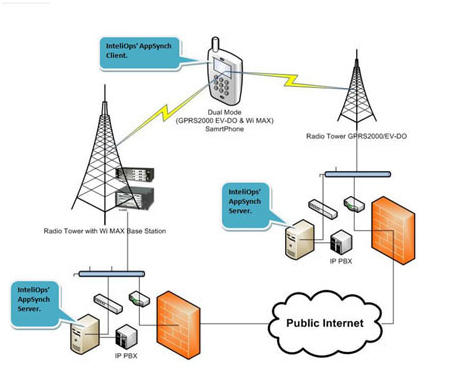 InteliOps' AppSynch
Client.
Dual Mode
(GPRS2000 EV-DO & Wi MAX)
SamrtPhone
Radio Tower GPRS2000/EV-DO
InteliOps'
AppSynch
Server.
Radio Tower with Wi MAX Base Station
IP PBX
InteliOps'
AppSynch
Server.
Public Internet
IP PBX